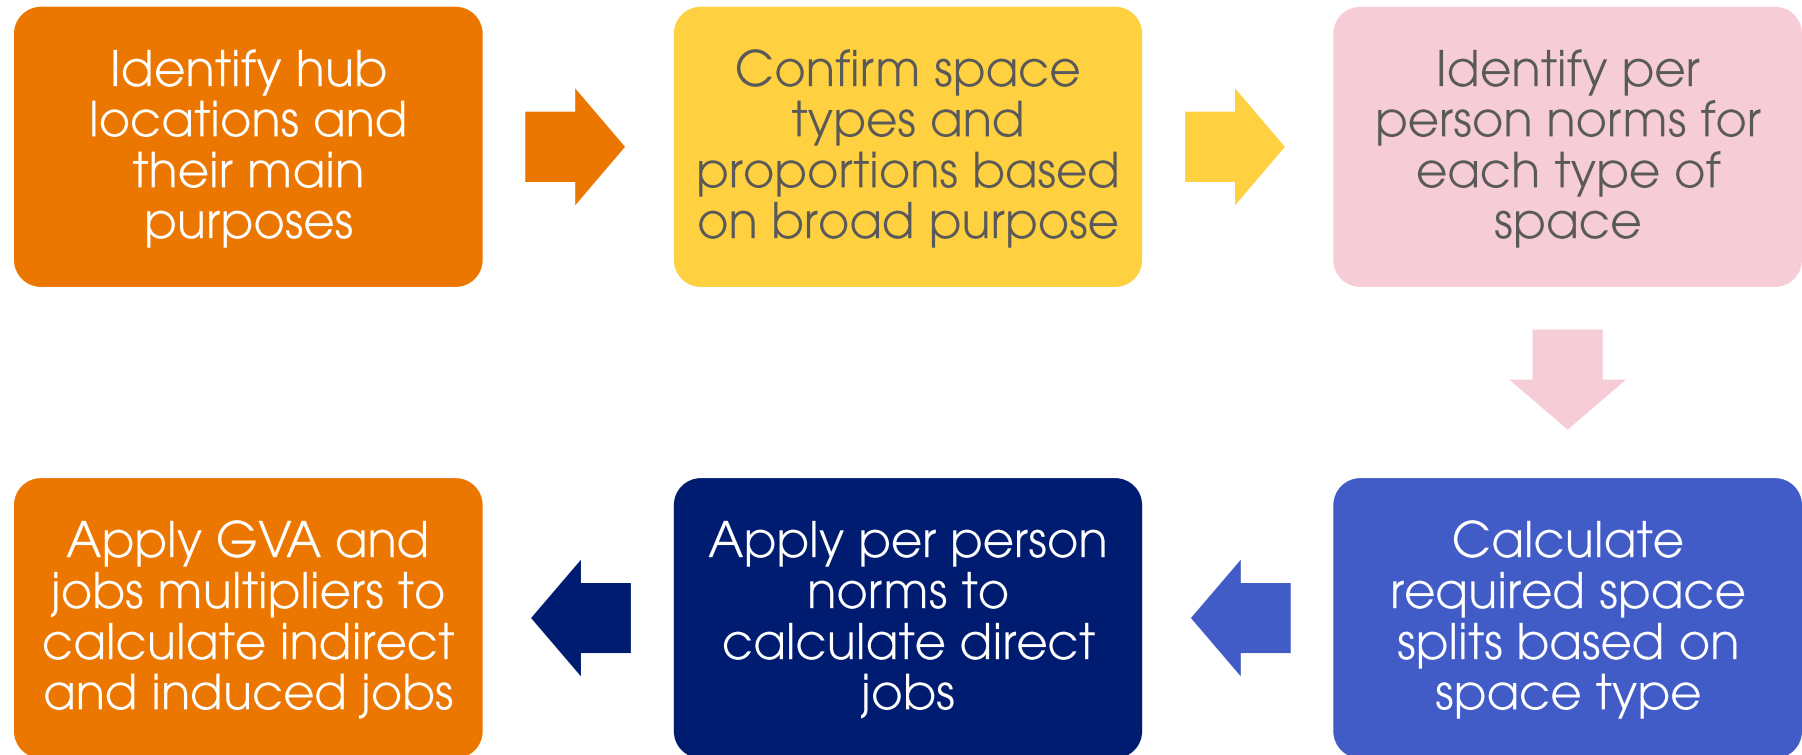 Identify hub
locations and
their main
purposes
Confirm space
types and
proportions based
on broad purpose
Identify per
person norms for
each type of
space
Calculate
required space
splits based on
space type
Apply per person
norms to
calculate direct
jobs
Apply GVA and
jobs multipliers to
calculate indirect
and induced jobs